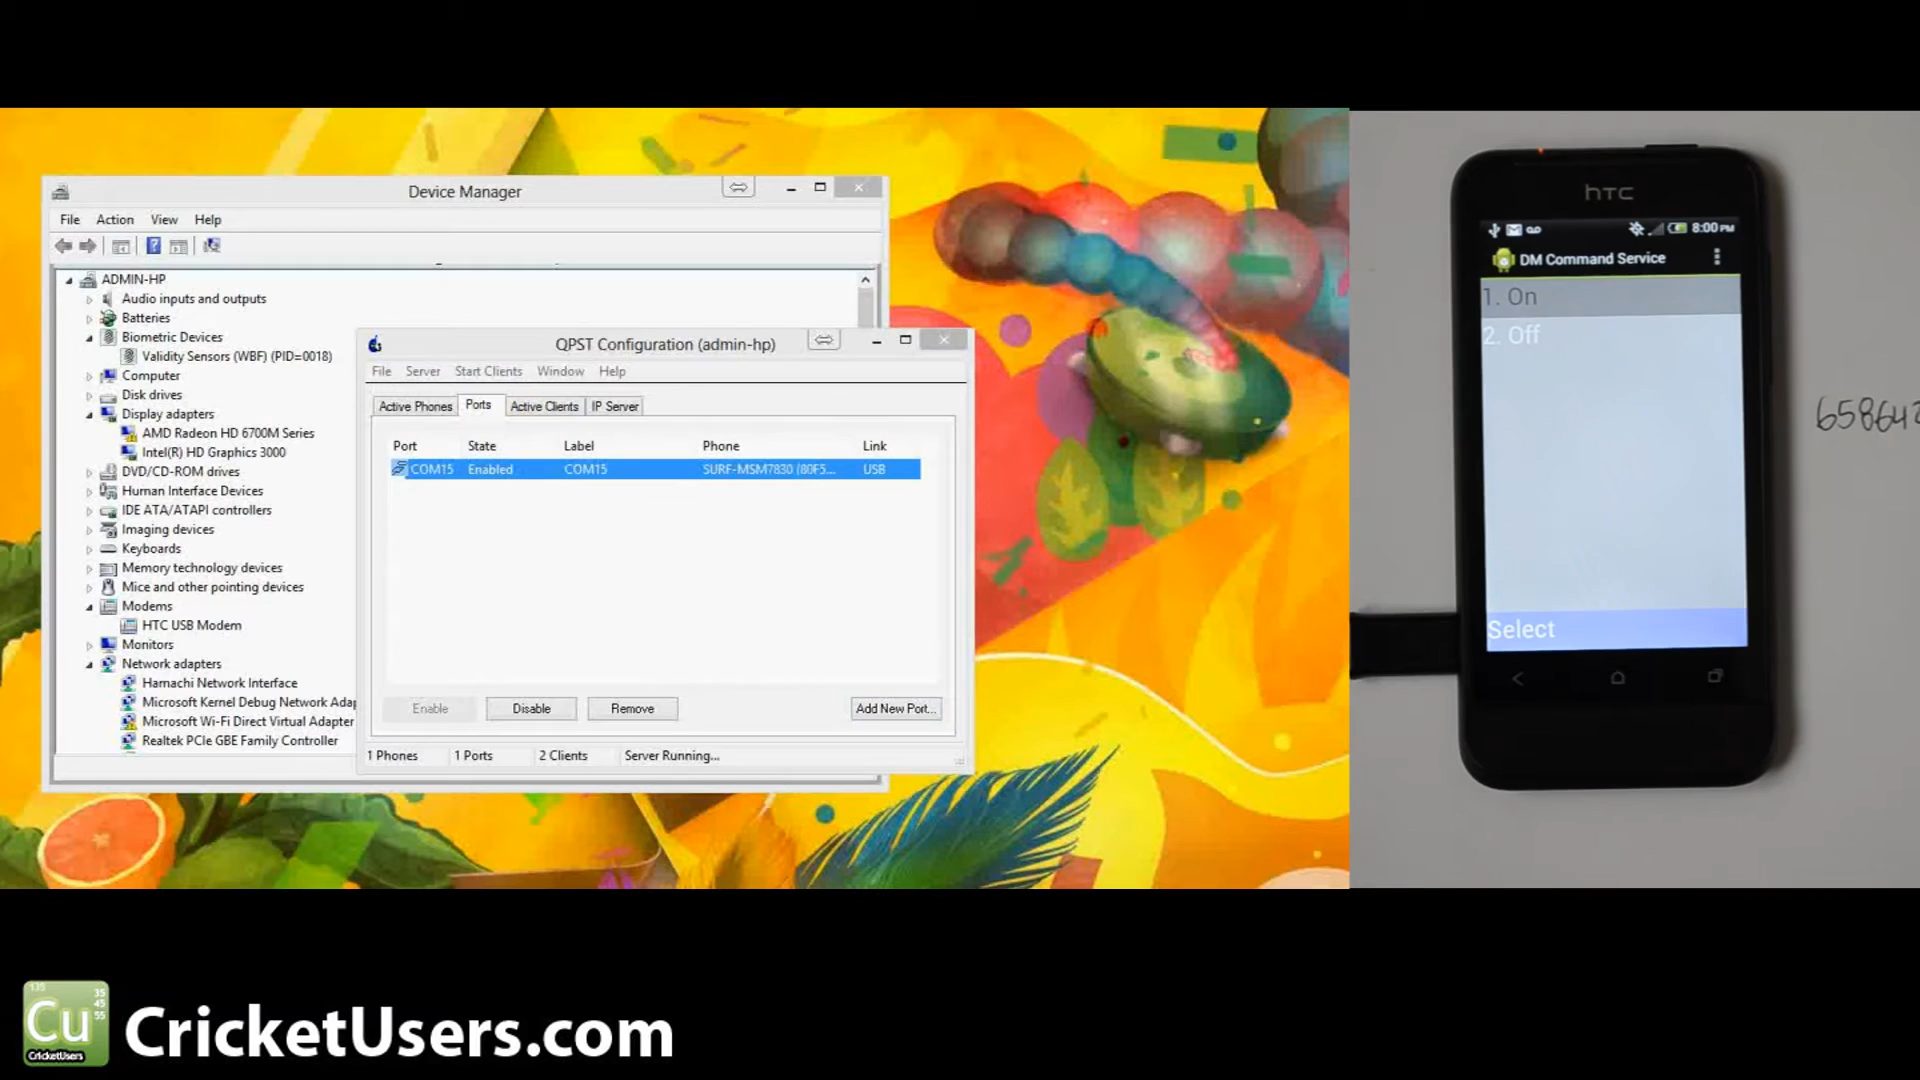 Device Manager
File Action View Help
ADMIN-HP
Audio inputs and outputs
Batteries
Biometric Devices
Validity Sensors (WBF) (PID=0018)
Computer
Disk drives
Display adapters
AMD Radeon HD 6700M Series
Intel(R) HD Graphics 3000
DVD/CD-ROM drives
Human Interface Devices
IDE ATA/ATAPI controllers
Imaging devices
Keyboards
Memory technology devices
Mice and other pointing devices
Modems
HTC USB Modem
Monitors
Network adapters
Hamachi Network Interface
Microsoft Kernel Debug Network Adap
Microsoft Wi-Fi Direct Virtual Adapter
Realtek PCIe GBE Family Controller
QPST Configuration (admin-hp)
File Server Start Clients Window Help
Active Phones Ports Active Clients IP Server
Port State Label Phone Link
COM15 Enabled COM15 SURF-MSM7830 (80F5... USB
Enable Disable Remove Add New Port...
1 Phones 1 Ports 2 Clients Server Running...
hTC
8:00 PM
DM Command Service
1. On
2. Off
Select
65864
135 35
45
55
Cu
CricketUsers
CricketUsers.com